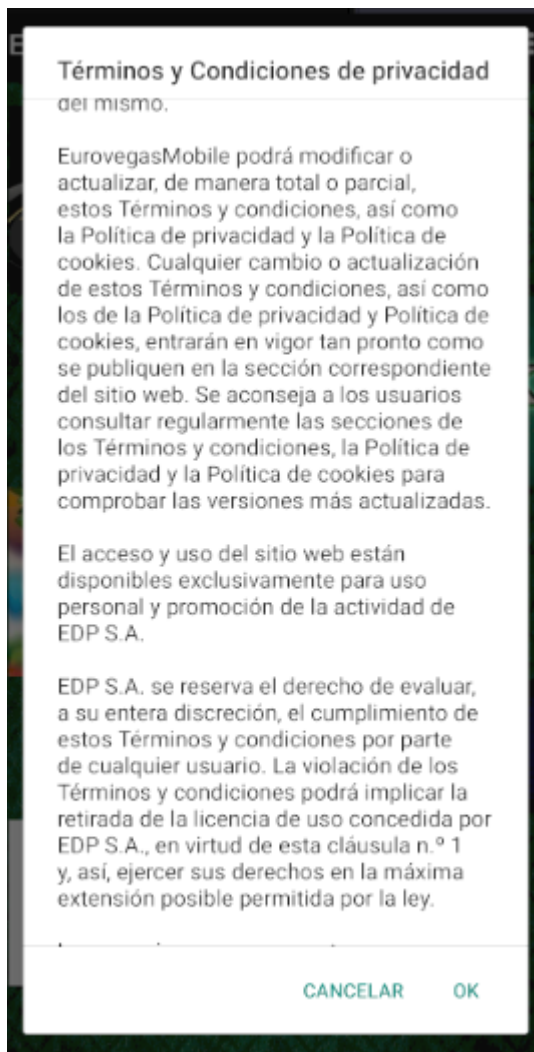 Términos y Condiciones de privacidad
del mismo.
EurovegasMobile podrá modificar o
actualizar, de manera total o parcial,
estos Términos y condiciones, así como
la Política de privacidad y la Política de
cookies. Cualquier cambio o actualización
de estos Términos y condiciones, así como
los de la Política de privacidad y Política de
cookies, entrarán en vigor tan pronto como
se publiquen en la sección correspondiente
del sitio web. Se aconseja a los usuarios
consultar regularmente las secciones de
los Términos y condiciones, la Política de
privacidad y la Política de cookies para
comprobar las versiones más actualizadas.
El acceso y uso del sitio web están
disponibles exclusivamente para uso
personal y promoción de la actividad de
EDP S.A.
EDP S.A. se reserva el derecho de evaluar,
a su entera discreción, el cumplimiento de
estos Términos y condiciones por parte
de cualquier usuario. La violación de los
Términos y condiciones podrá implicar la
retirada de la licencia de uso concedida por
EDP S.A., en virtud de esta cláusula n.º 1
y, así, ejercer sus derechos en la máxima
extensión posible permitida por la ley.
CANCELAR OK